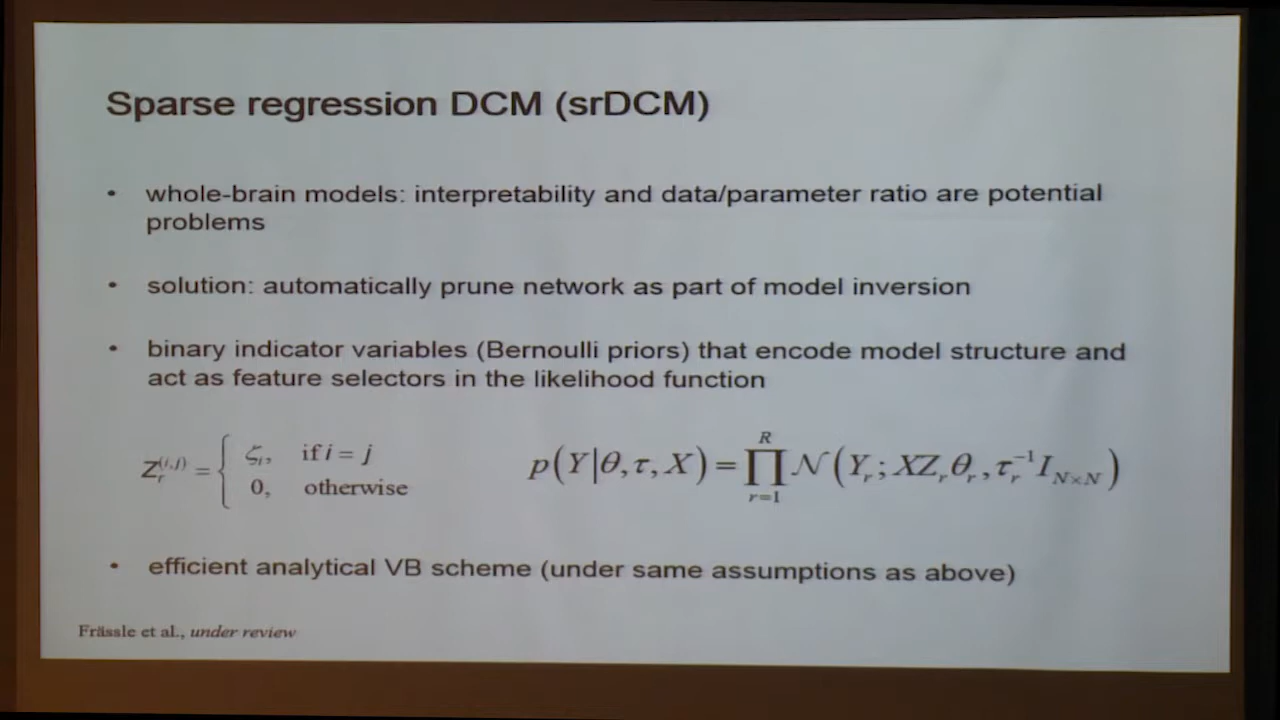 Sparse regression DCM (srDCM)
• whole-brain models: interpretability and data/parameter ratio are potential
problems
• solution: automatically prune network as part of model inversion
• binary indicator variables (Bernoulli priors) that encode model structure and
act as feature selectors in the likelihood function
Z_r^{(i,j)} = { ζ_i, if i = j
0, otherwise
p(Y|θ,τ,X) = ∏_{r=1}^{R} 𝒩(Y_r; XZ_rθ_r, τ_r^{-1}I_{N×N})
• efficient analytical VB scheme (under same assumptions as above)
Frässle et al., under review